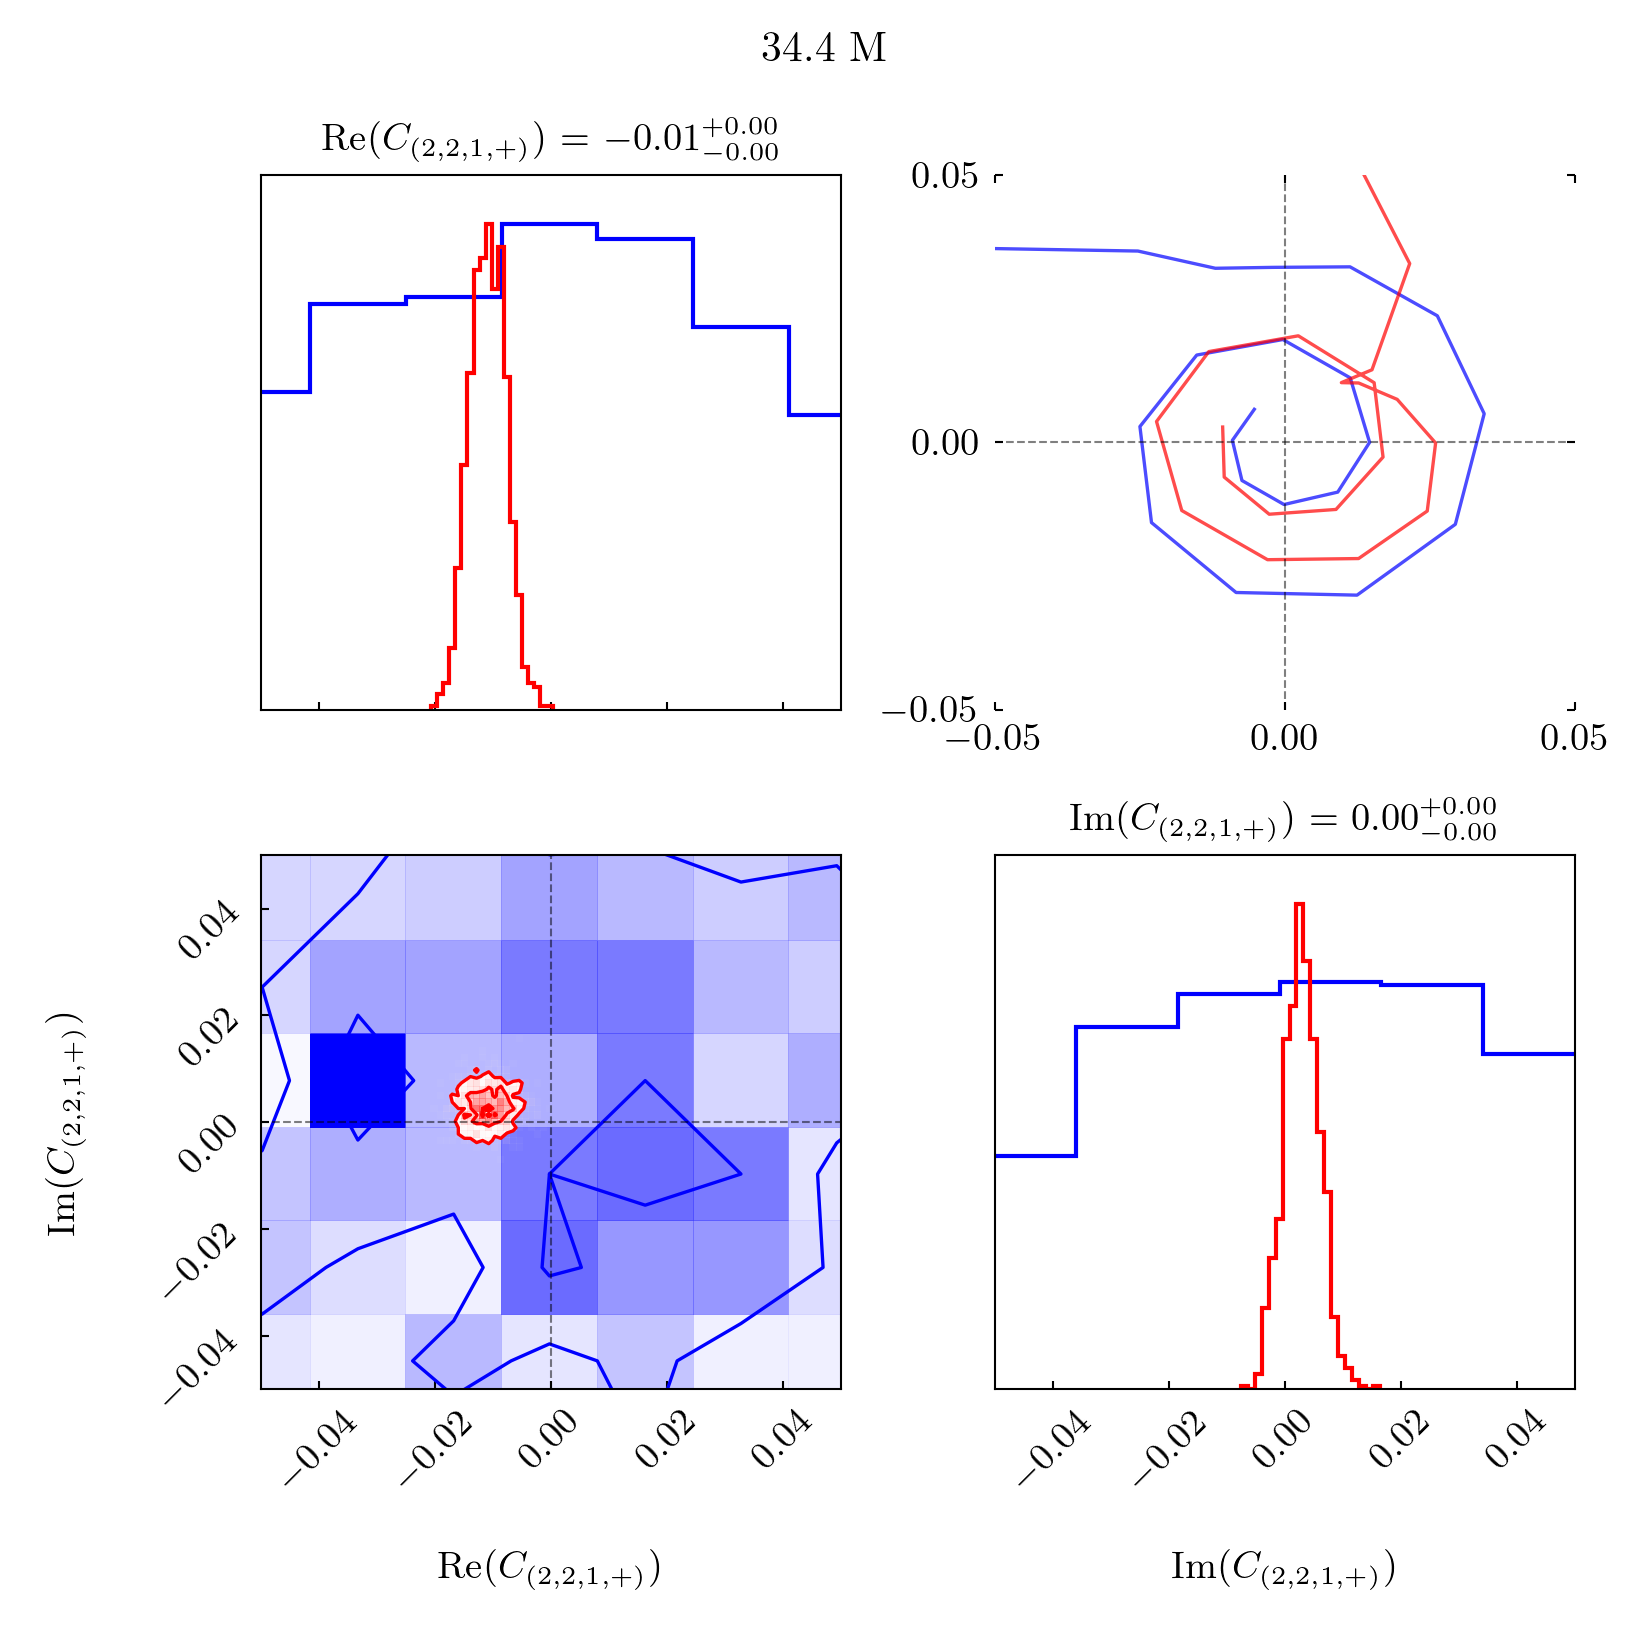 34.4 M
Re(C_{(2,2,1,+)}) = −0.01^{+0.00}_{−0.00}
0.05
0.00
−0.05
−0.05 0.00 0.05
Im(C_{(2,2,1,+)}) = 0.00^{+0.00}_{−0.00}
0.04
0.02
0.00
−0.02
−0.04
Im(C_{(2,2,1,+)})
−0.04 −0.02 0.00 0.02 0.04
−0.04 −0.02 0.00 0.02 0.04
Re(C_{(2,2,1,+)})
Im(C_{(2,2,1,+)})